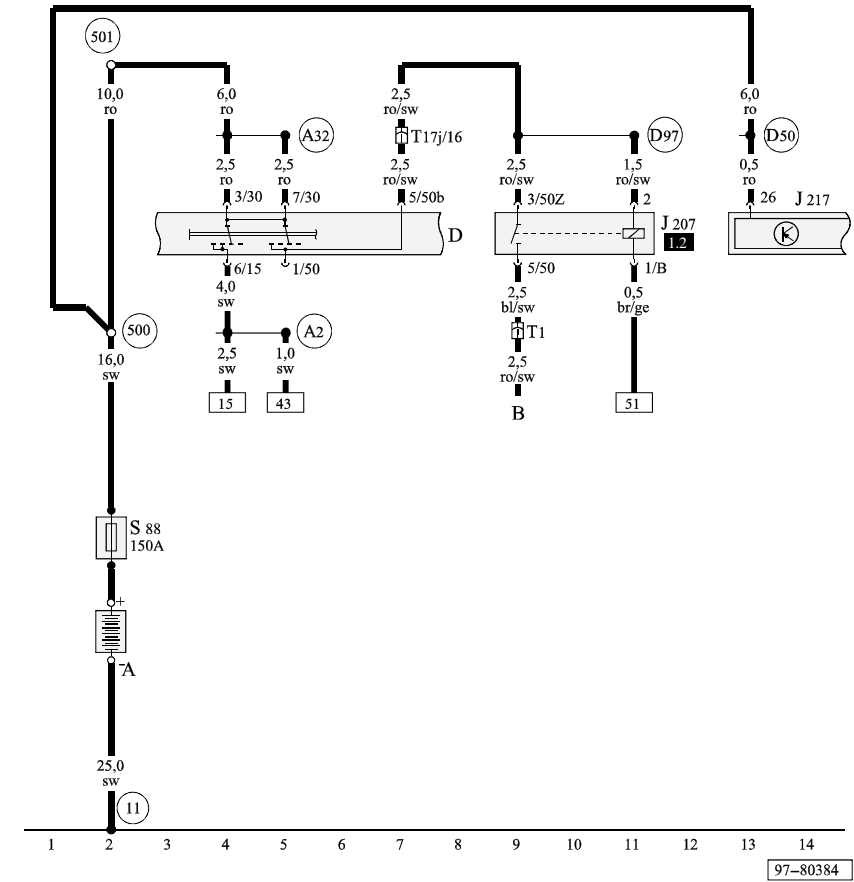 501
10,0
ro
6,0
ro
2,5
ro/sw
6,0
ro
A32
T17j/16
D97
D50
2,5
ro
2,5
ro
2,5
ro/sw
2,5
ro/sw
1,5
ro/sw
0,5
ro
3/30
7/30
5/50b
3/50Z
2
26
J 217
D
J 207
1.2
6/15
1/50
5/50
1/B
4,0
sw
2,5
bl/sw
0,5
br/ge
500
A2
T1
16,0
sw
2,5
sw
1,0
sw
2,5
ro/sw
15
43
B
51
S 88
150A
+
-A
25,0
sw
11
1 2 3 4 5 6 7 8 9 10 11 12 13 14
97-80384